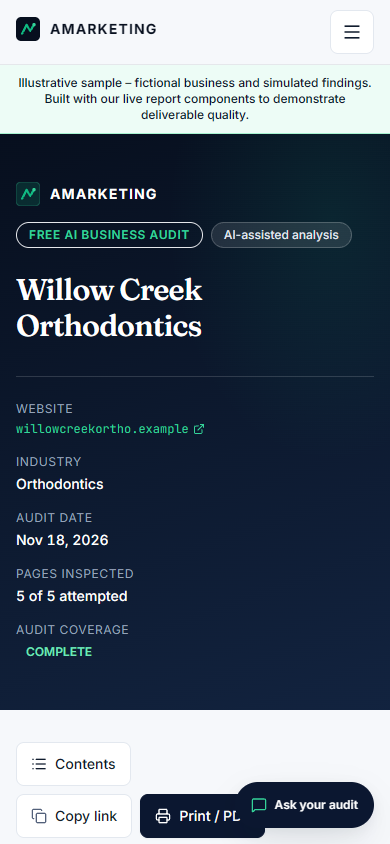 AMARKETING
Illustrative sample – fictional business and simulated findings.
Built with our live report components to demonstrate
deliverable quality.
AMARKETING
FREE AI BUSINESS AUDIT
AI-assisted analysis
Willow Creek
Orthodontics
WEBSITE
willowcreekortho.example
INDUSTRY
Orthodontics
AUDIT DATE
Nov 18, 2026
PAGES INSPECTED
5 of 5 attempted
AUDIT COVERAGE
COMPLETE
Contents
Copy link
Print /
Ask your audit